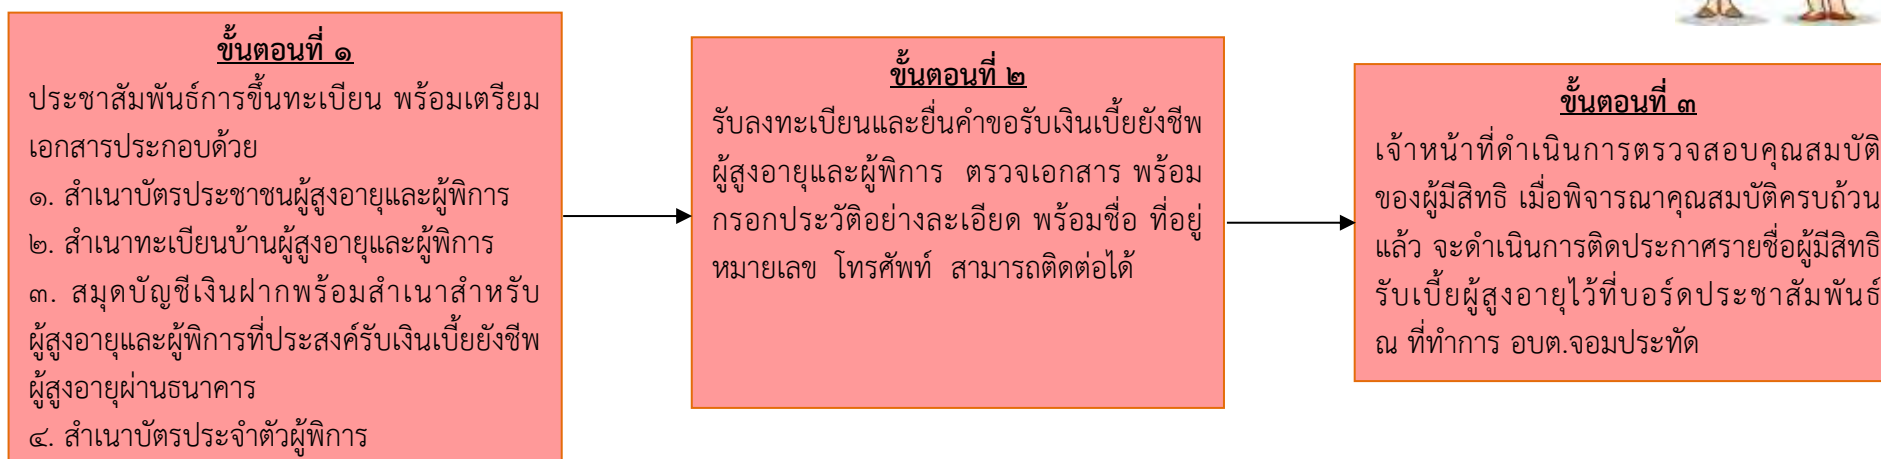 ขั้นตอนที่ ๑
ประชาสัมพันธ์การขึ้นทะเบียน พร้อมเตรียม
เอกสารประกอบด้วย
๑. สำเนาบัตรประชาชนผู้สูงอายุและผู้พิการ
๒. สำเนาทะเบียนบ้านผู้สูงอายุและผู้พิการ
๓. สมุดบัญชีเงินฝากพร้อมสำเนาสำหรับ
ผู้สูงอายุและผู้พิการที่ประสงค์รับเงินเบี้ยยังชีพ
ผู้สูงอายุผ่านธนาคาร
๔. สำเนาบัตรประจำตัวผู้พิการ
ขั้นตอนที่ ๒
รับลงทะเบียนและยื่นคำขอรับเงินเบี้ยยังชีพ
ผู้สูงอายุและผู้พิการ ตรวจเอกสาร พร้อม
กรอกประวัติอย่างละเอียด พร้อมชื่อ ที่อยู่
หมายเลข โทรศัพท์ สามารถติดต่อได้
ขั้นตอนที่ ๓
เจ้าหน้าที่ดำเนินการตรวจสอบคุณสมบัติ
ของผู้มีสิทธิ เมื่อพิจารณาคุณสมบัติครบถ้วน
แล้ว จะดำเนินการติดประกาศรายชื่อผู้มีสิทธิ
รับเบี้ยผู้สูงอายุไว้ที่บอร์ดประชาสัมพันธ์
ณ ที่ทำการ อบต.จอมประทัด